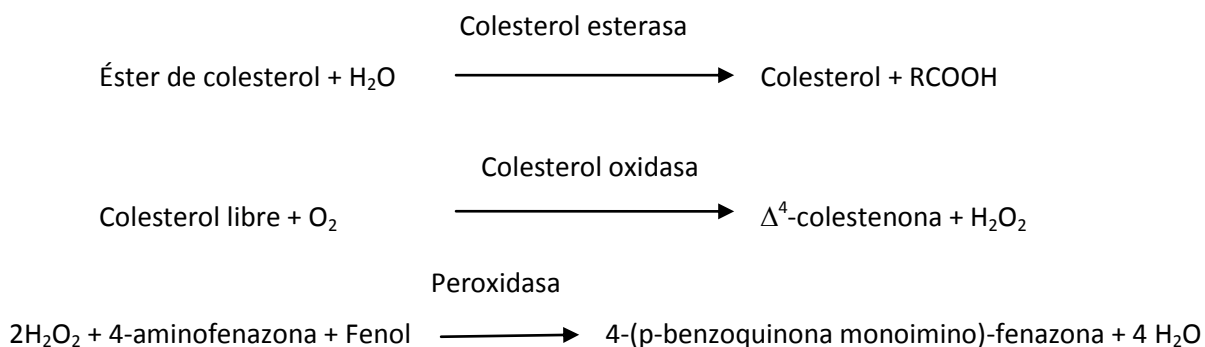 Colesterol esterasa
Éster de colesterol + H₂O Colesterol + RCOOH
Colesterol oxidasa
Colesterol libre + O₂ Δ⁴-colestenona + H₂O₂
Peroxidasa
2H₂O₂ + 4-aminofenazona + Fenol 4-(p-benzoquinona monoimino)-fenazona + 4 H₂O